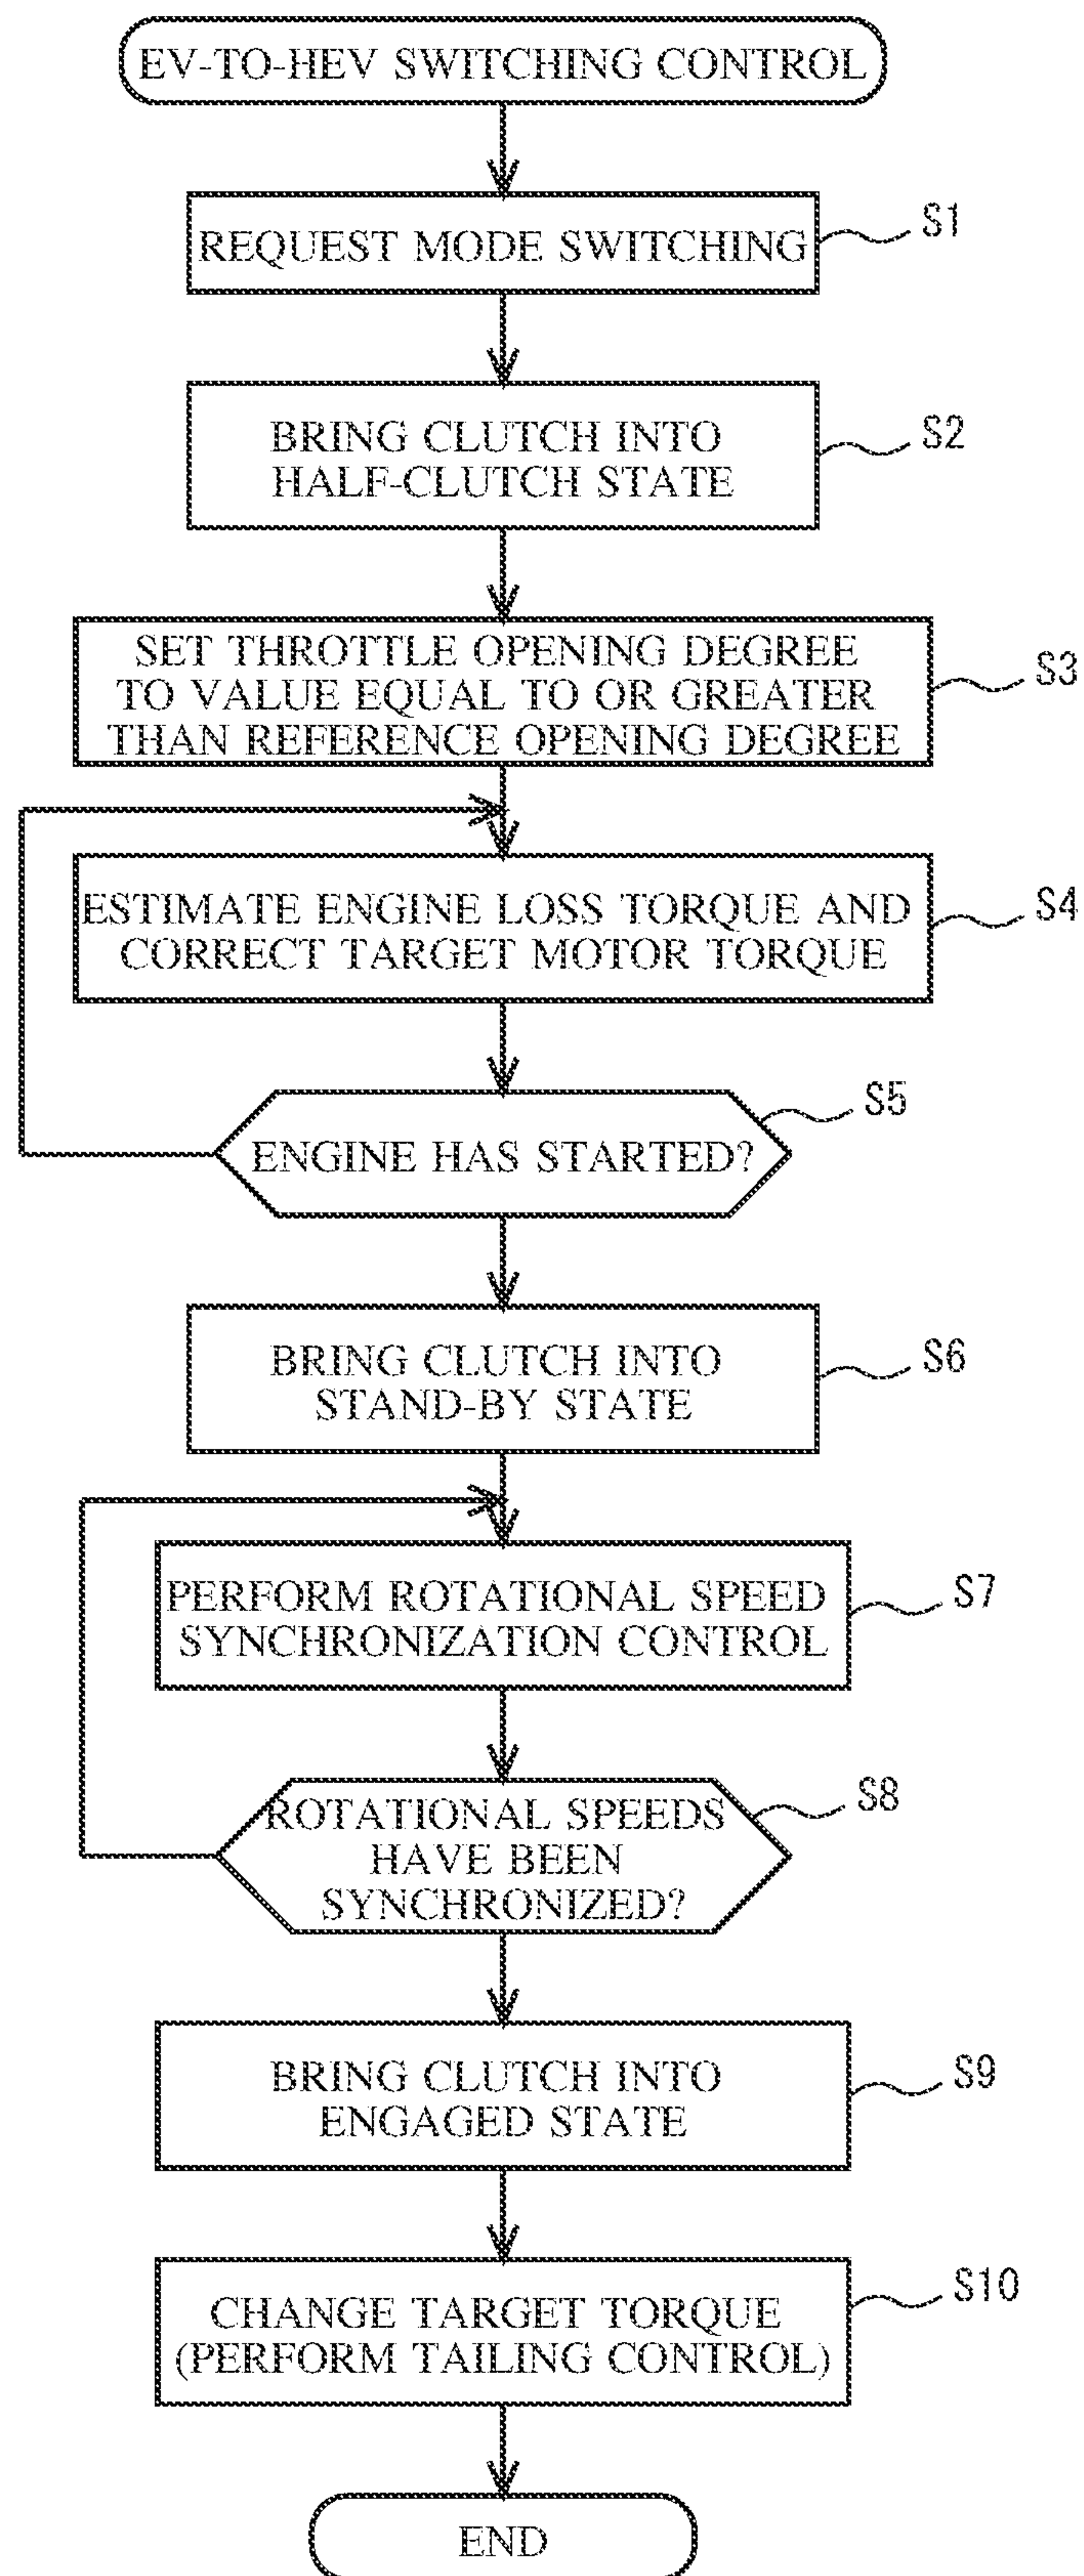 EV-TO-HEV SWITCHING CONTROL
REQUEST MODE SWITCHING
S1
BRING CLUTCH INTO
HALF-CLUTCH STATE
S2
SET THROTTLE OPENING DEGREE
TO VALUE EQUAL TO OR GREATER
THAN REFERENCE OPENING DEGREE
S3
ESTIMATE ENGINE LOSS TORQUE AND
CORRECT TARGET MOTOR TORQUE
S4
ENGINE HAS STARTED?
S5
BRING CLUTCH INTO
STAND-BY STATE
S6
PERFORM ROTATIONAL SPEED
SYNCHRONIZATION CONTROL
S7
ROTATIONAL SPEEDS
HAVE BEEN
SYNCHRONIZED?
S8
BRING CLUTCH INTO
ENGAGED STATE
S9
CHANGE TARGET TORQUE
(PERFORM TAILING CONTROL)
S10
END